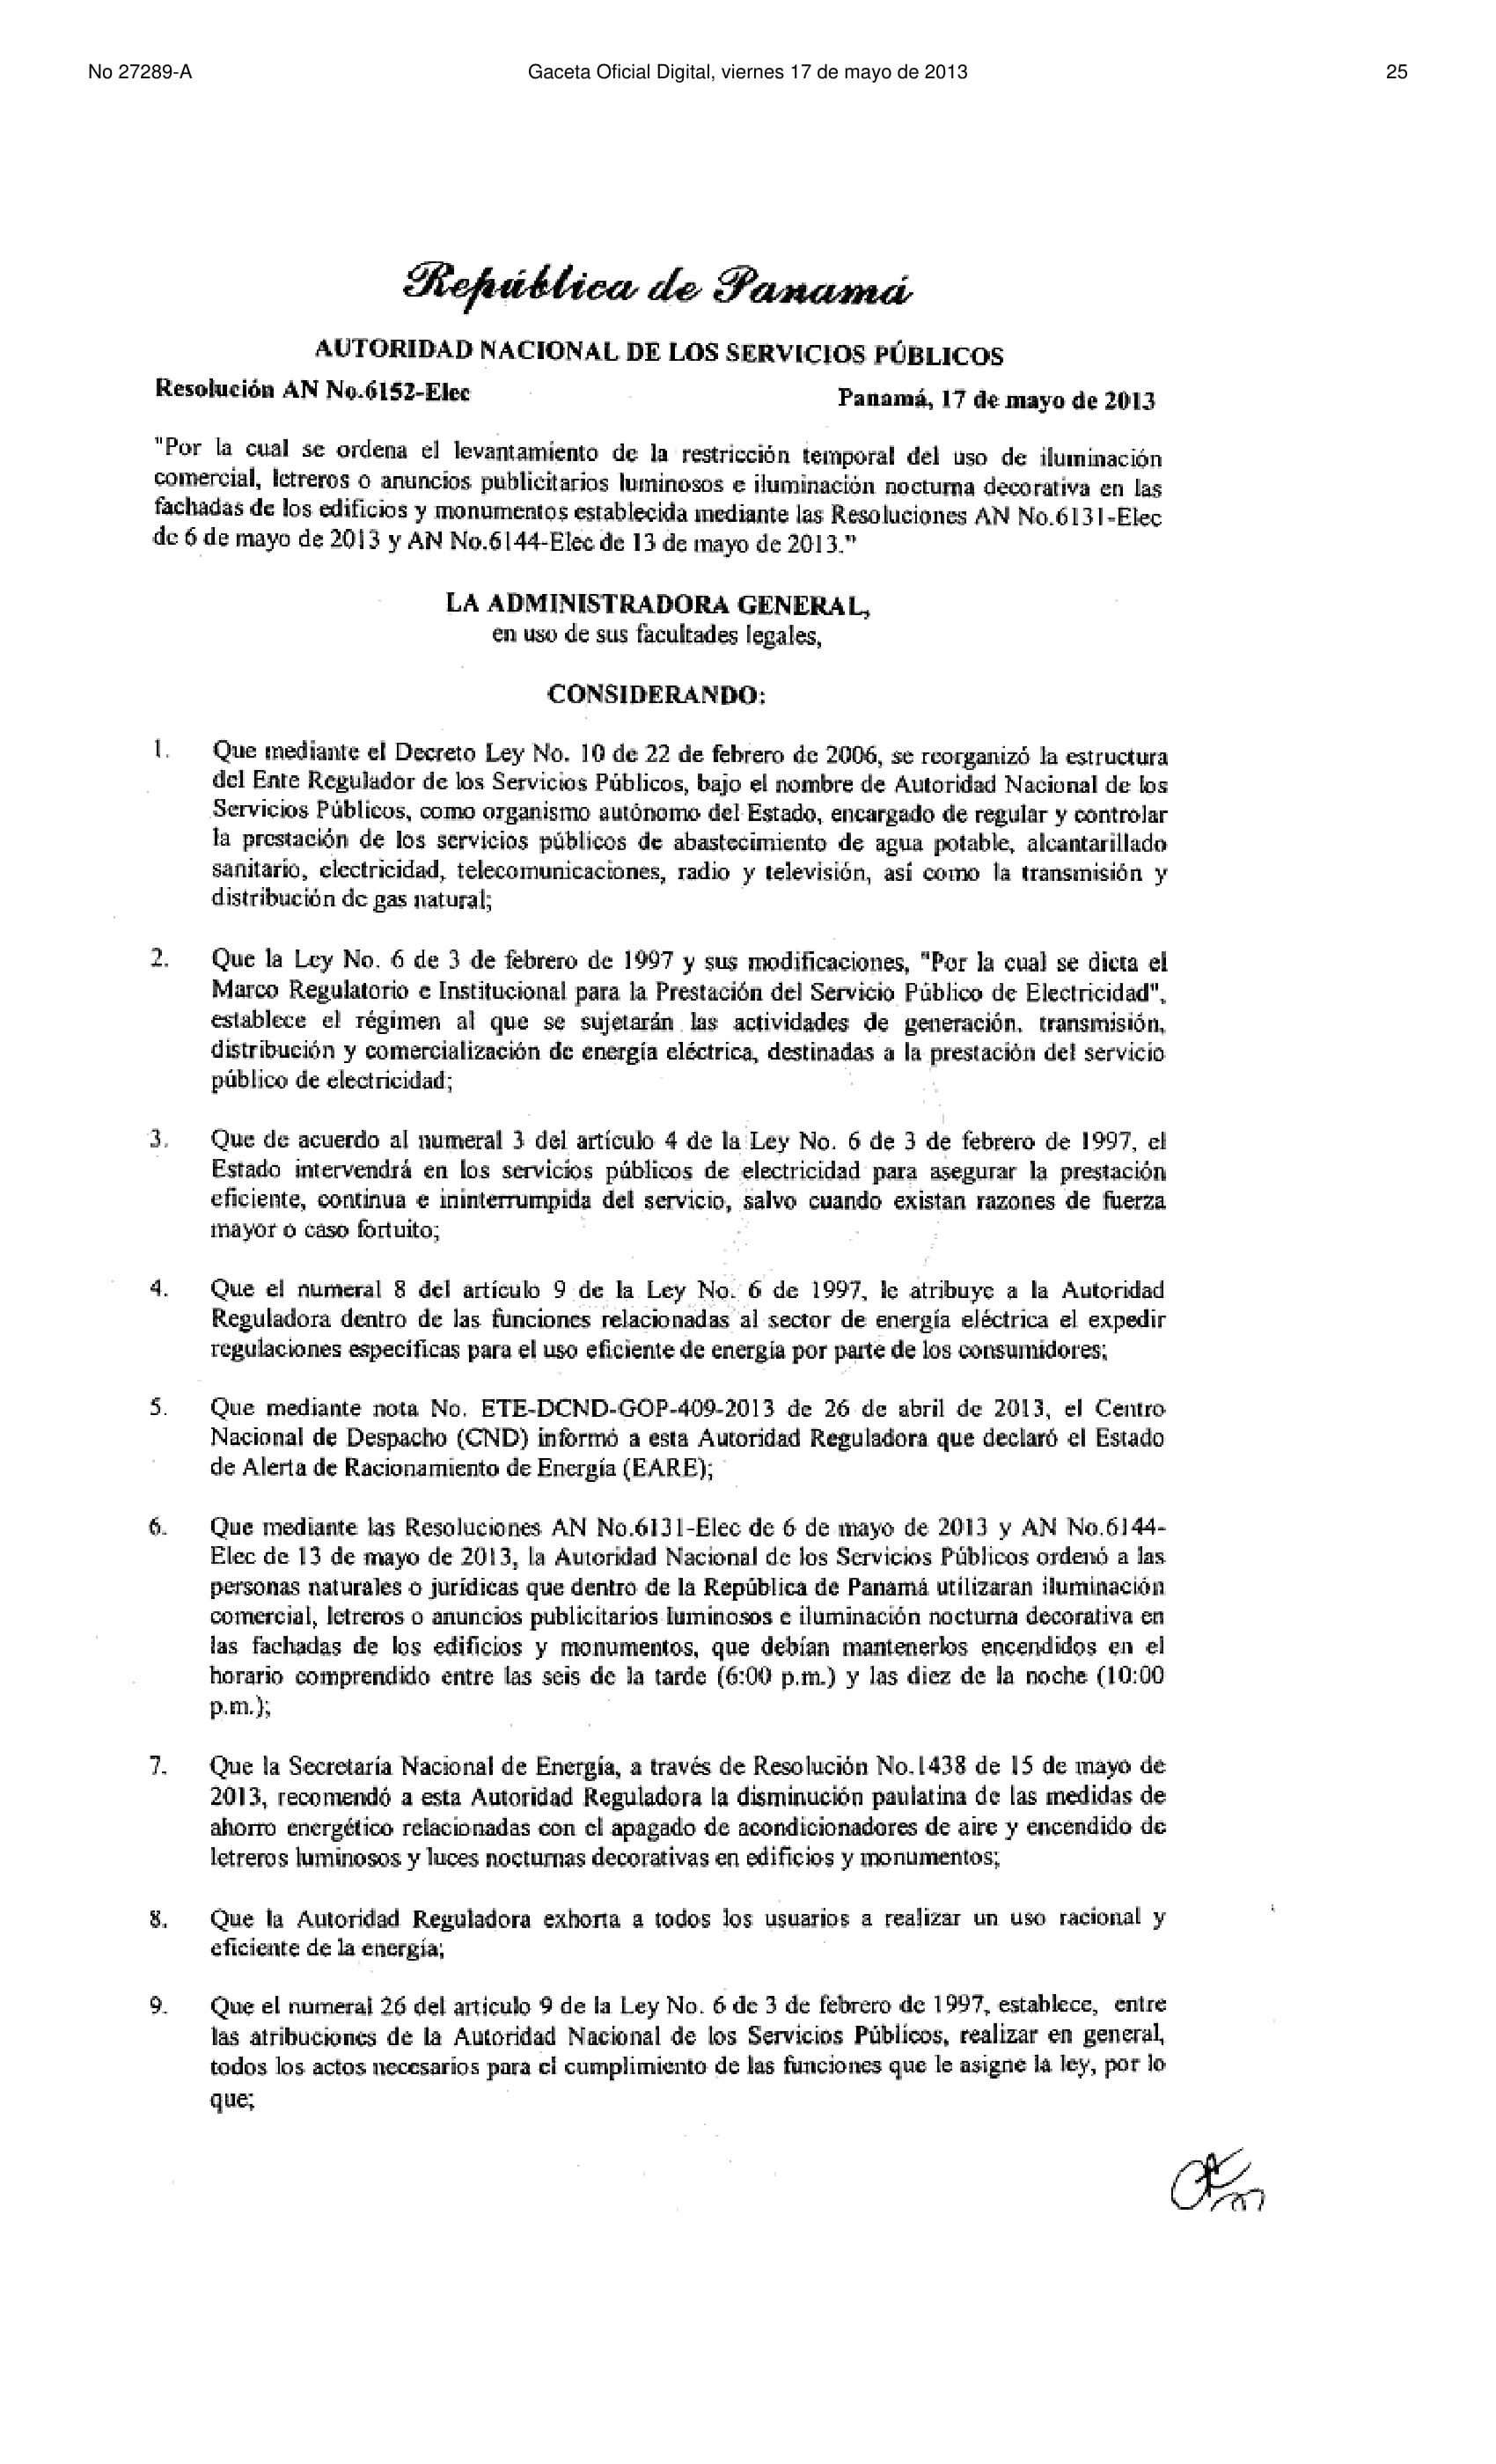 No 27289-A
Gaceta Oficial Digital, viernes 17 de mayo de 2013
25
República de Panamá
AUTORIDAD NACIONAL DE LOS SERVICIOS PÚBLICOS
Resolución AN No.6152-Elec
Panamá, 17 de mayo de 2013
"Por la cual se ordena el levantamiento de la restricción temporal del uso de iluminación
comercial, letreros o anuncios publicitarios luminosos e iluminación nocturna decorativa en las
fachadas de los edificios y monumentos establecida mediante las Resoluciones AN No.6131-Elec
de 6 de mayo de 2013 y AN No.6144-Elec de 13 de mayo de 2013."
LA ADMINISTRADORA GENERAL,
en uso de sus facultades legales,
CONSIDERANDO:
1. Que mediante el Decreto Ley No. 10 de 22 de febrero de 2006, se reorganizó la estructura
del Ente Regulador de los Servicios Públicos, bajo el nombre de Autoridad Nacional de los
Servicios Públicos, como organismo autónomo del Estado, encargado de regular y controlar
la prestación de los servicios públicos de abastecimiento de agua potable, alcantarillado
sanitario, electricidad, telecomunicaciones, radio y televisión, así como la transmisión y
distribución de gas natural;
2. Que la Ley No. 6 de 3 de febrero de 1997 y sus modificaciones, "Por la cual se dicta el
Marco Regulatorio e Institucional para la Prestación del Servicio Público de Electricidad",
establece el régimen al que se sujetarán las actividades de generación, transmisión,
distribución y comercialización de energía eléctrica, destinadas a la prestación del servicio
público de electricidad;
3. Que de acuerdo al numeral 3 del artículo 4 de la Ley No. 6 de 3 de febrero de 1997, el
Estado intervendrá en los servicios públicos de electricidad para asegurar la prestación
eficiente, continua e ininterrumpida del servicio, salvo cuando existan razones de fuerza
mayor o caso fortuito;
4. Que el numeral 8 del artículo 9 de la Ley No. 6 de 1997, le atribuye a la Autoridad
Reguladora dentro de las funciones relacionadas al sector de energía eléctrica el expedir
regulaciones específicas para el uso eficiente de energía por parte de los consumidores;
5. Que mediante nota No. ETE-DCND-GOP-409-2013 de 26 de abril de 2013, el Centro
Nacional de Despacho (CND) informó a esta Autoridad Reguladora que declaró el Estado
de Alerta de Racionamiento de Energía (EARE);
6. Que mediante las Resoluciones AN No.6131-Elec de 6 de mayo de 2013 y AN No.6144-
Elec de 13 de mayo de 2013, la Autoridad Nacional de los Servicios Públicos ordenó a las
personas naturales o jurídicas que dentro de la República de Panamá utilizaran iluminación
comercial, letreros o anuncios publicitarios luminosos e iluminación nocturna decorativa en
las fachadas de los edificios y monumentos, que debían mantenerlos encendidos en el
horario comprendido entre las seis de la tarde (6:00 p.m.) y las diez de la noche (10:00
p.m.);
7. Que la Secretaría Nacional de Energía, a través de Resolución No.1438 de 15 de mayo de
2013, recomendó a esta Autoridad Reguladora la disminución paulatina de las medidas de
ahorro energético relacionadas con el apagado de acondicionadores de aire y encendido de
letreros luminosos y luces nocturnas decorativas en edificios y monumentos;
8. Que la Autoridad Reguladora exhorta a todos los usuarios a realizar un uso racional y
eficiente de la energía;
9. Que el numeral 26 del artículo 9 de la Ley No. 6 de 3 de febrero de 1997, establece, entre
las atribuciones de la Autoridad Nacional de los Servicios Públicos, realizar en general,
todos los actos necesarios para el cumplimiento de las funciones que le asigne la ley, por lo
que;